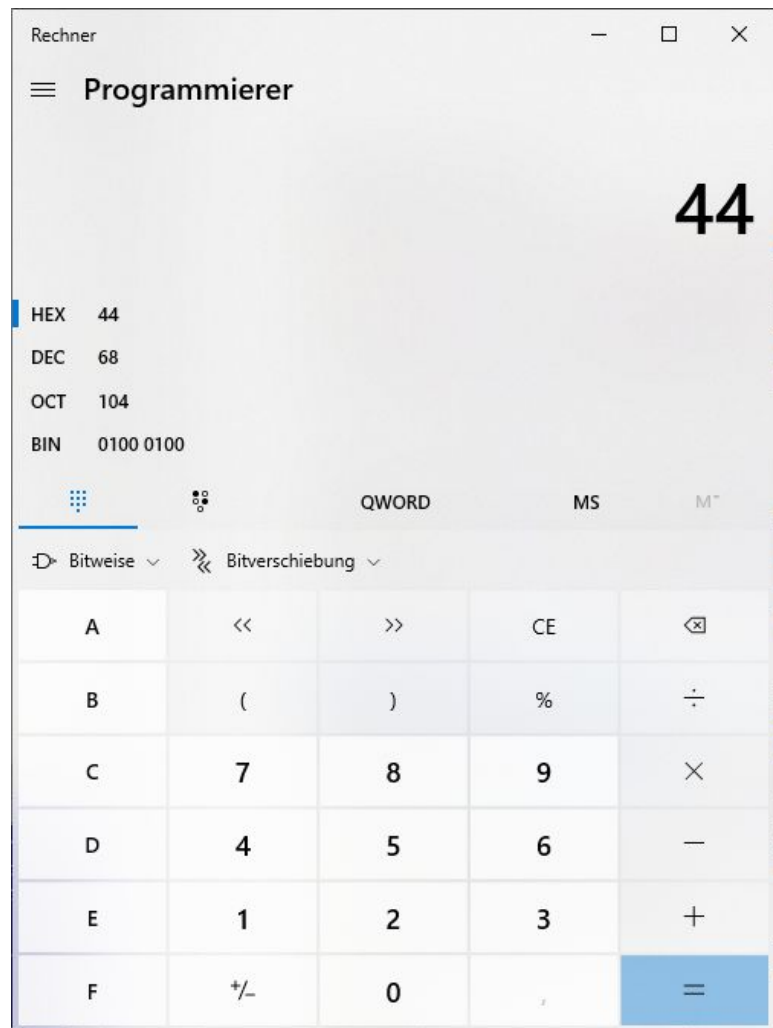 Rechner
Programmierer
44
HEX 44
DEC 68
OCT 104
BIN 0100 0100
QWORD MS M˅
Bitweise Bitverschiebung
A << >> CE
B ( ) % ÷
C 7 8 9 ×
D 4 5 6 −
E 1 2 3 +
F +/− 0 , =